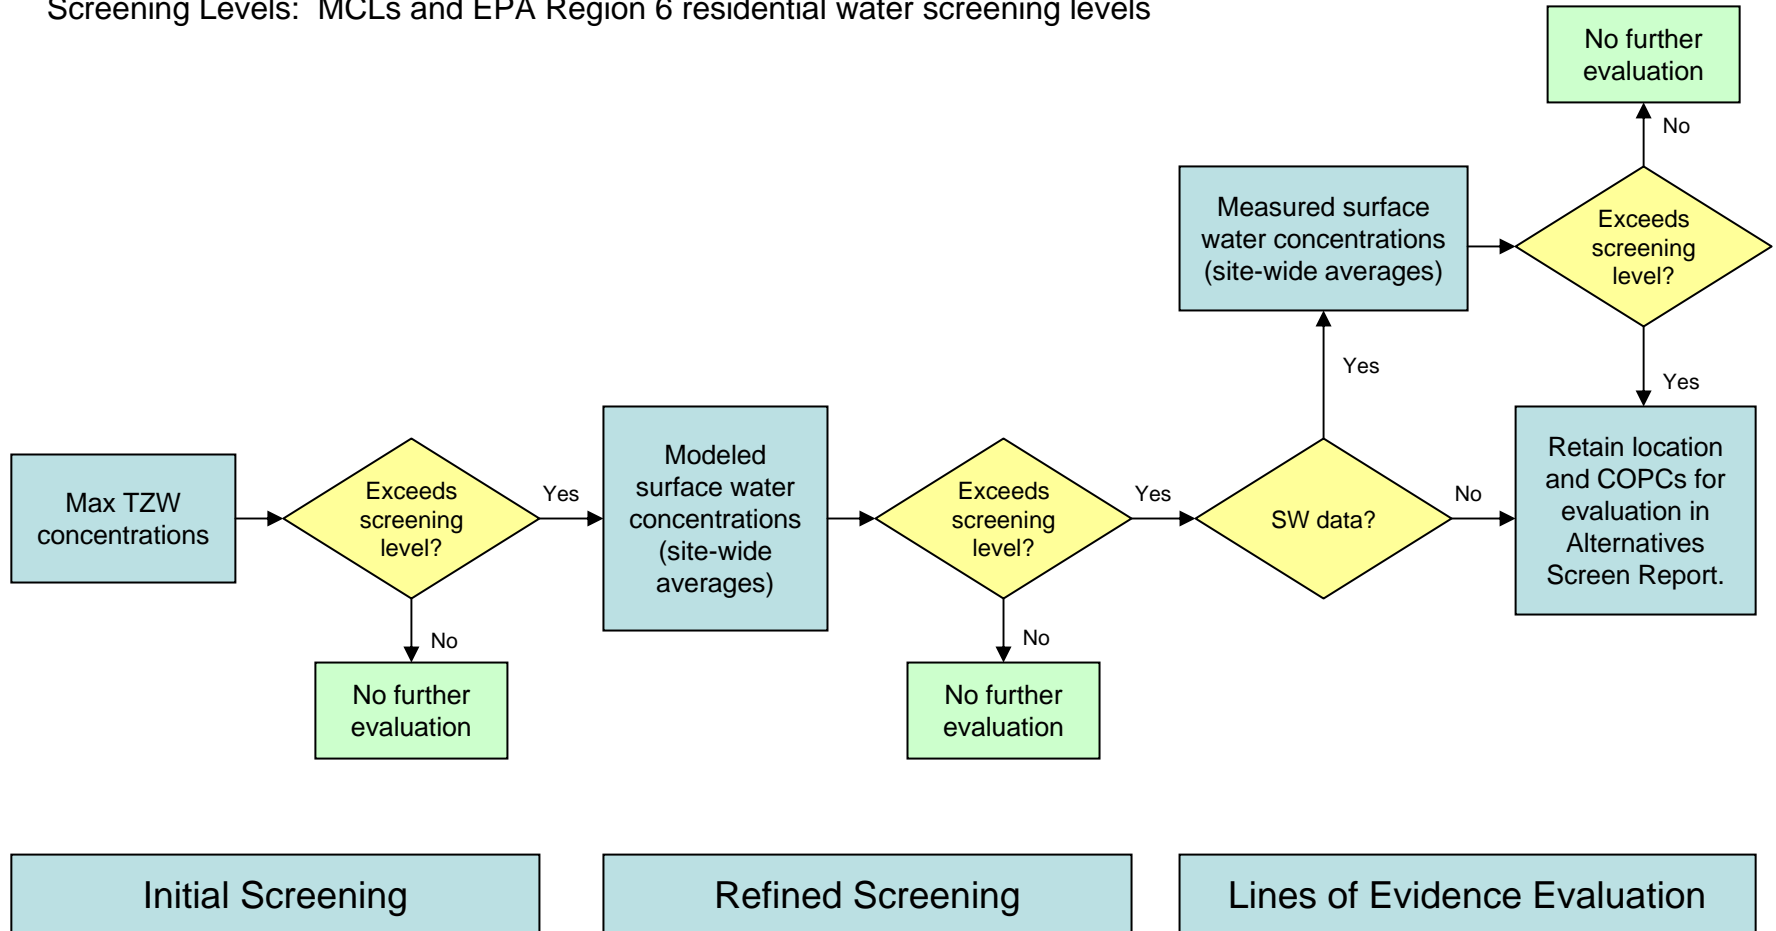 Screening Levels: MCLs and EPA Region 6 residential water screening levels
No further
evaluation
No
Measured surface
water concentrations
(site-wide averages)
Exceeds
screening
level?
Yes
Yes
Max TZW
concentrations
Exceeds
screening
level?
Yes
No
No further
evaluation
Modeled
surface water
concentrations
(site-wide
averages)
Exceeds
screening
level?
Yes
No
No further
evaluation
SW data?
No
Retain location
and COPCs for
evaluation in
Alternatives
Screen Report.
Initial Screening
Refined Screening
Lines of Evidence Evaluation